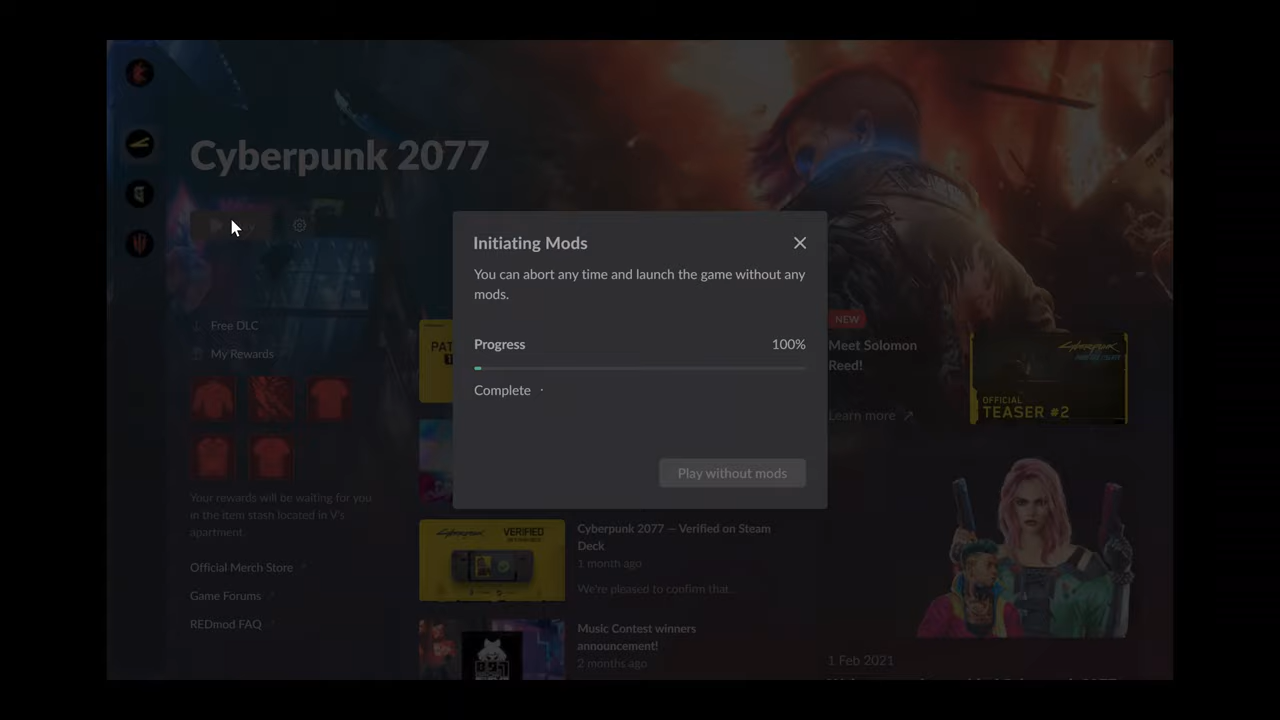 Cyberpunk 2077
Initiating Mods
You can abort any time and launch the game without any
mods.
Progress 100%
Complete
Play without mods
Free DLC
My Rewards
Your rewards will be waiting for you
in the item stash located in V's
apartment.
Official Merch Store
Game Forums
REDmod FAQ
PAT
VERIFIED
Cyberpunk 2077 — Verified on Steam
Deck
1 month ago
We're pleased to confirm that...
Music Contest winners
announcement!
2 months ago
NEW
Meet Solomon
Reed!
Learn more
Cyberpunk
OFFICIAL
TEASER #2
1 Feb 2021